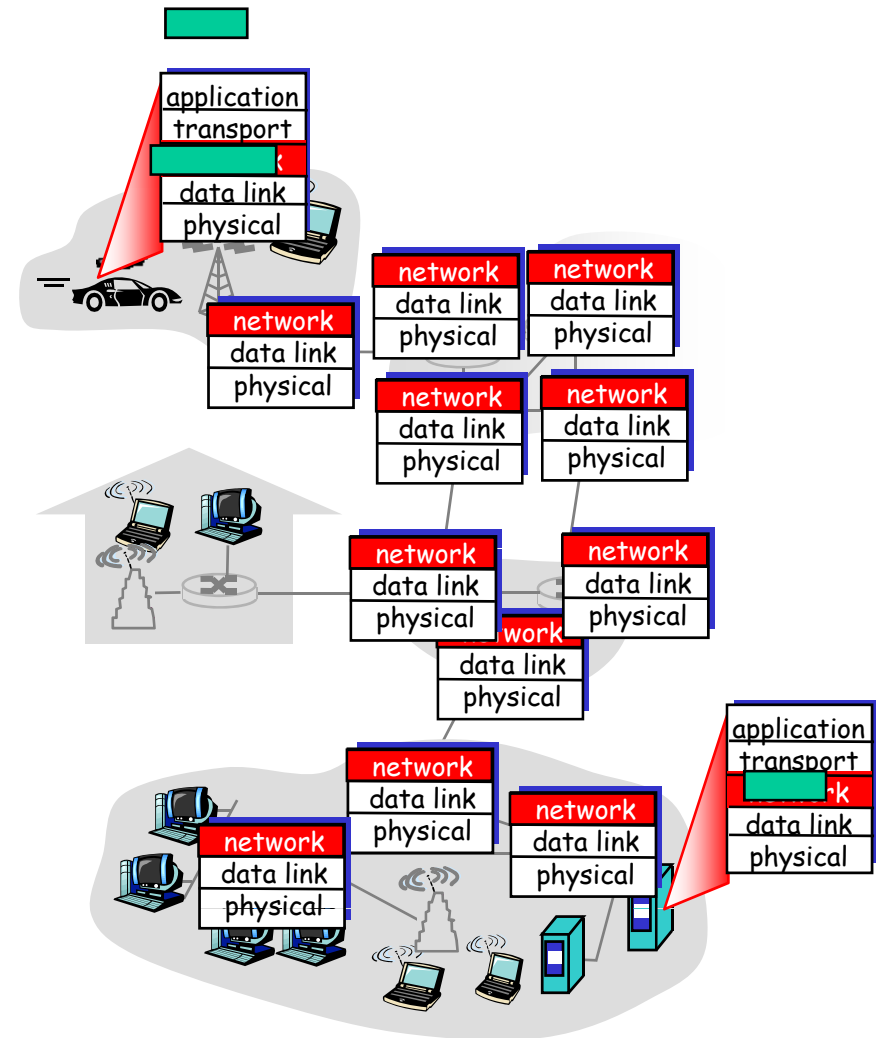 application
transport
data link
physical
network
data link
physical
network
data link
physical
network
data link
physical
network
data link
physical
network
data link
physical
network
data link
physical
network
data link
physical
work
data link
physical
application
transport
data link
physical
network
data link
physical
network
data link
physical
network
data link
physical